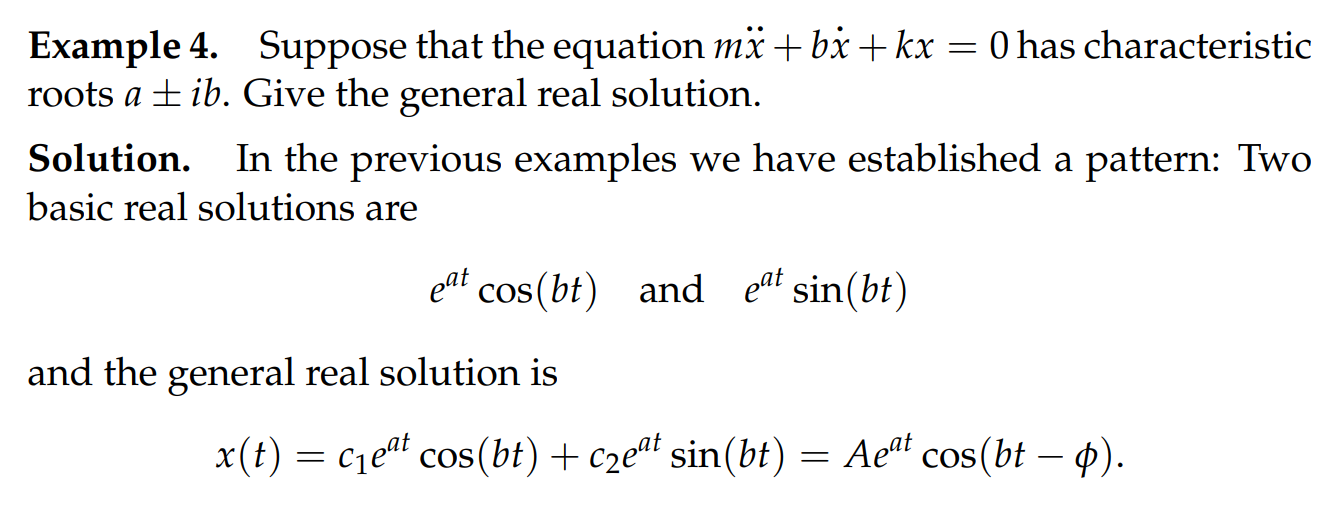 Example 4. Suppose that the equation mẍ + bẋ + kx = 0 has characteristic
roots a ± ib. Give the general real solution.
Solution. In the previous examples we have established a pattern: Two
basic real solutions are
e^{at} cos(bt) and e^{at} sin(bt)
and the general real solution is
x(t) = c₁e^{at} cos(bt) + c₂e^{at} sin(bt) = Ae^{at} cos(bt − ϕ).